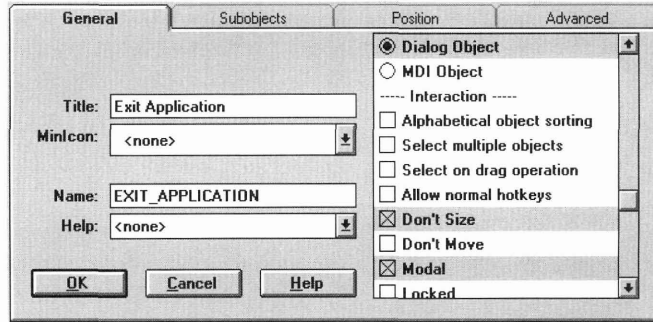 General
Subobjects
Position
Advanced
Title:
Exit Application
MinIcon:
<none>
Name:
EXIT_APPLICATION
Help:
<none>
OK
Cancel
Help
Dialog Object
MDI Object
----- Interaction -----
Alphabetical object sorting
Select multiple objects
Select on drag operation
Allow normal hotkeys
Don't Size
Don't Move
Modal
Locked